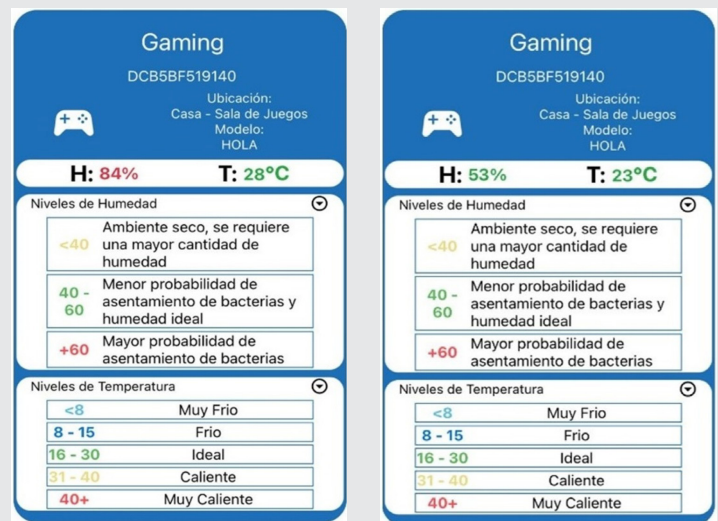 Gaming
DCB5BF519140
Ubicación:
Casa - Sala de Juegos
Modelo:
HOLA
H: 84% T: 28°C
Niveles de Humedad
<40
Ambiente seco, se requiere
una mayor cantidad de
humedad
40 -
60
Menor probabilidad de
asentamiento de bacterias y
humedad ideal
+60
Mayor probabilidad de
asentamiento de bacterias
Niveles de Temperatura
<8 Muy Frio
8 - 15 Frio
16 - 30 Ideal
31 - 40 Caliente
40+ Muy Caliente
Gaming
DCB5BF519140
Ubicación:
Casa - Sala de Juegos
Modelo:
HOLA
H: 53% T: 23°C
Niveles de Humedad
<40
Ambiente seco, se requiere
una mayor cantidad de
humedad
40 -
60
Menor probabilidad de
asentamiento de bacterias y
humedad ideal
+60
Mayor probabilidad de
asentamiento de bacterias
Niveles de Temperatura
<8 Muy Frio
8 - 15 Frio
16 - 30 Ideal
31 - 40 Caliente
40+ Muy Caliente